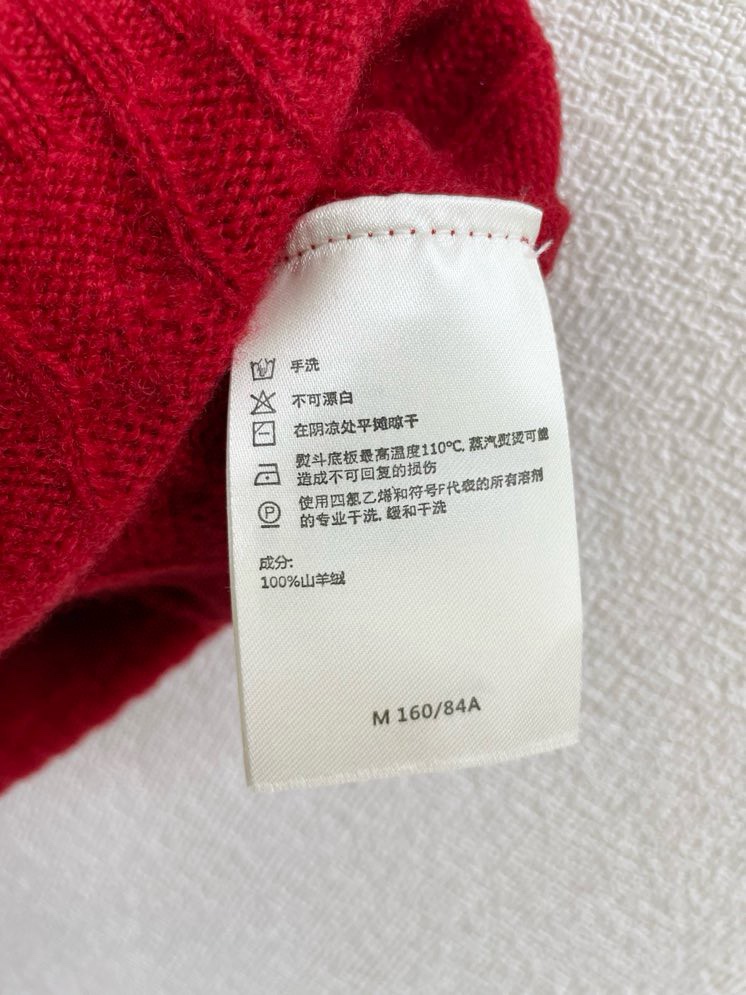 手洗
不可漂白
在阴凉处平摊晾干
熨斗底板最高温度110℃. 蒸汽熨烫可能
造成不可回复的损伤
P
使用四氯乙烯和符号F代表的所有溶剂
的专业干洗. 缓和干洗
成分:
100%山羊绒
M 160/84A